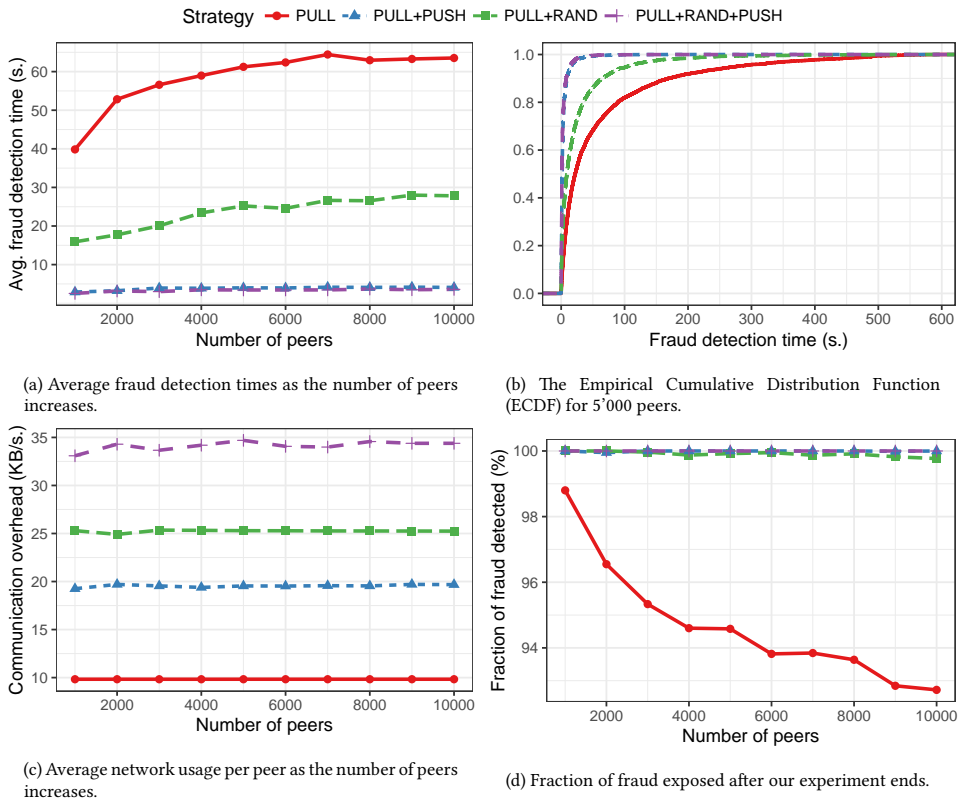 Strategy PULL PULL+PUSH PULL+RAND PULL+RAND+PUSH
Avg. fraud detection time (s.)
60
50
40
30
20
10
2000 4000 6000 8000 10000
Number of peers
1.0
0.8
0.6
0.4
0.2
0.0
0 100 200 300 400 500 600
Fraud detection time (s.)
(a) Average fraud detection times as the number of peers
increases.
(b) The Empirical Cumulative Distribution Function
(ECDF) for 5'000 peers.
Communication overhead (KB/s.)
35
30
25
20
15
10
2000 4000 6000 8000 10000
Number of peers
Fraction of fraud detected (%)
100
98
96
94
2000 4000 6000 8000 10000
Number of peers
(c) Average network usage per peer as the number of peers
increases.
(d) Fraction of fraud exposed after our experiment ends.